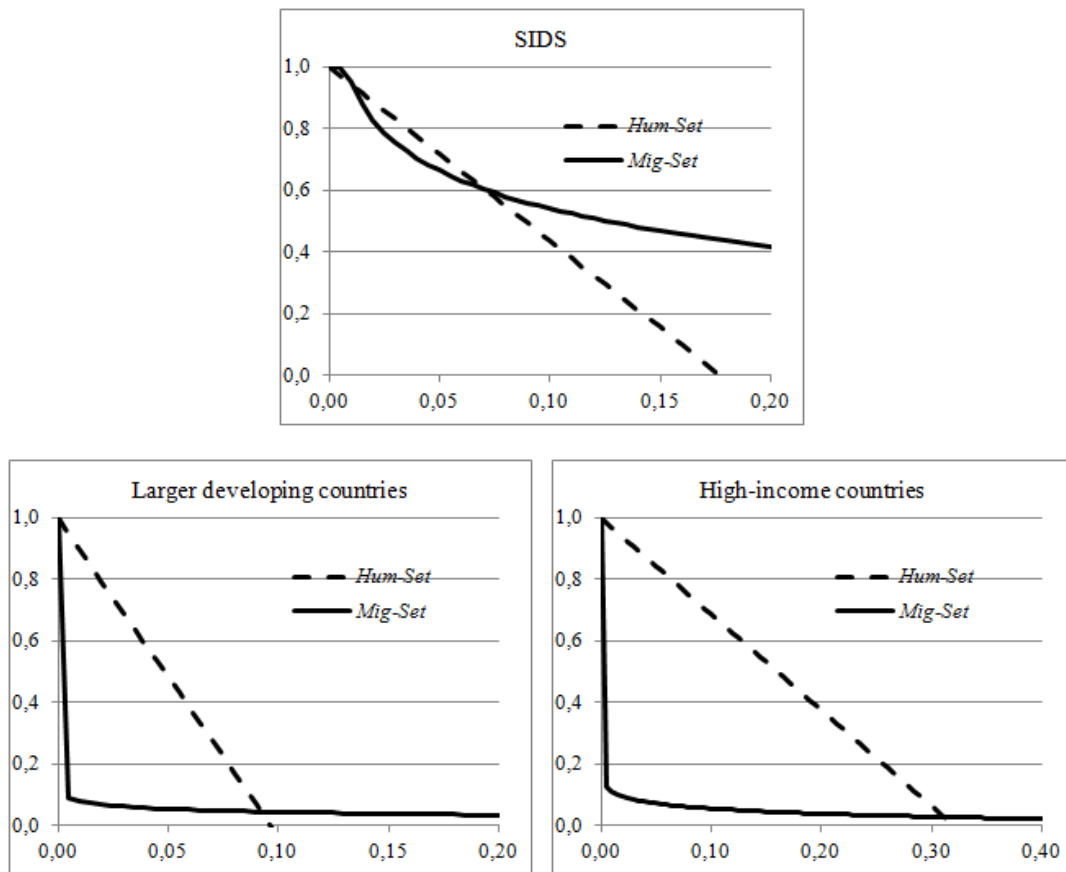 SIDS
1,0
0,8
0,6
0,4
0,2
0,0
Hum-Set
Mig-Set
0,00 0,05 0,10 0,15 0,20
Larger developing countries
1,0
0,8
0,6
0,4
0,2
0,0
Hum-Set
Mig-Set
0,00 0,05 0,10 0,15 0,20
High-income countries
1,0
0,8
0,6
0,4
0,2
0,0
Hum-Set
Mig-Set
0,00 0,10 0,20 0,30 0,40